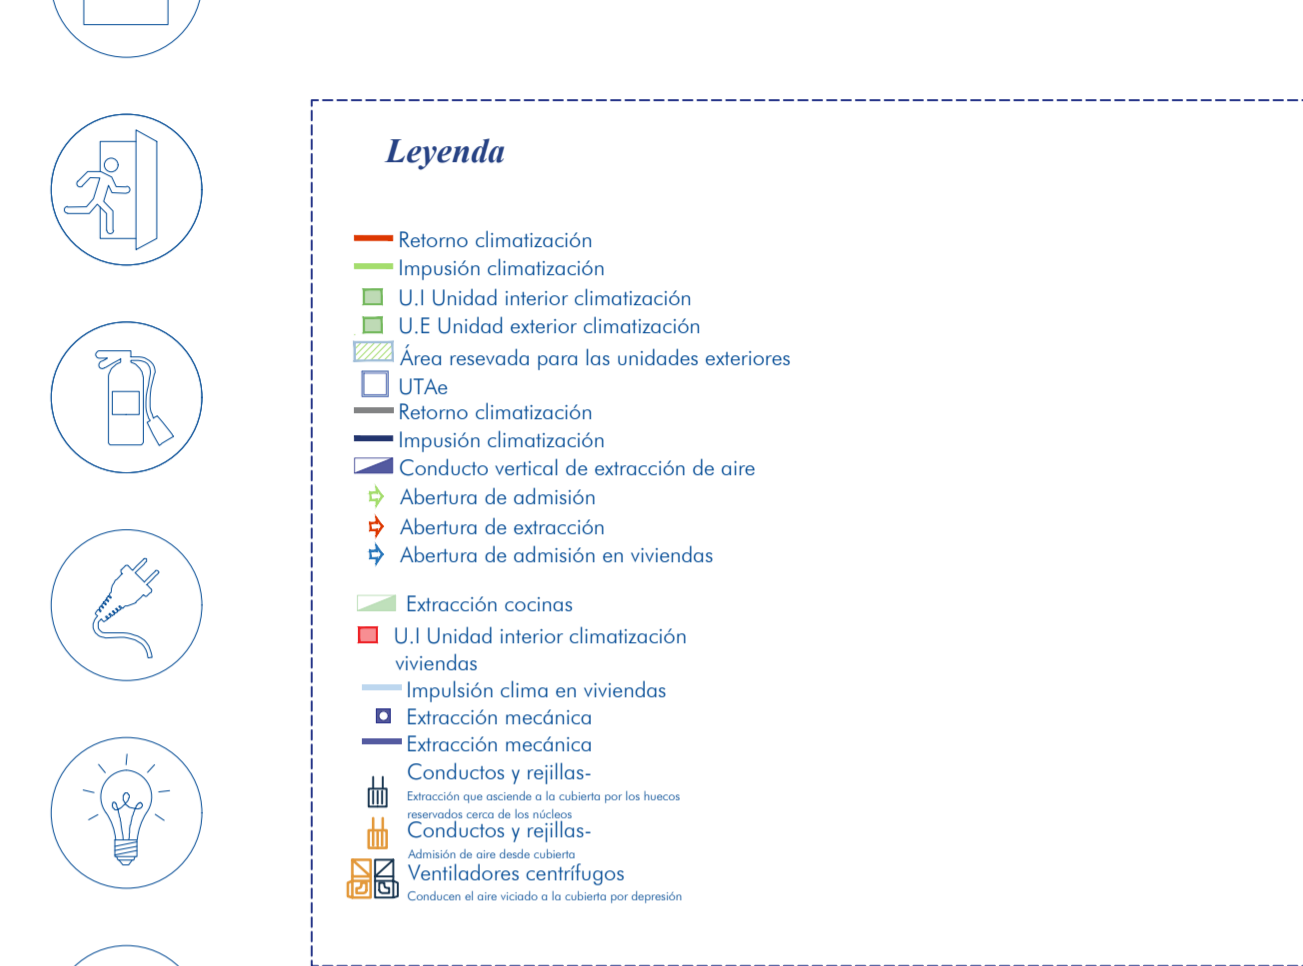 Leyenda
Retorno climatización
Impusión climatización
U.I Unidad interior climatización
U.E Unidad exterior climatización
Área resevada para las unidades exteriores
UTAe
Retorno climatización
Impusión climatización
Conducto vertical de extracción de aire
Abertura de admisión
Abertura de extracción
Abertura de admisión en viviendas
Extracción cocinas
U.I Unidad interior climatización
viviendas
Impulsión clima en viviendas
Extracción mecánica
Extracción mecánica
Conductos y rejillas-
Extracción que asciende a la cubierta por los huecos
reservados cerca de los núcleos
Conductos y rejillas-
Admisión de aire desde cubierta
Ventiladores centrífugos
Conducen el aire viciado a la cubierta por depresión